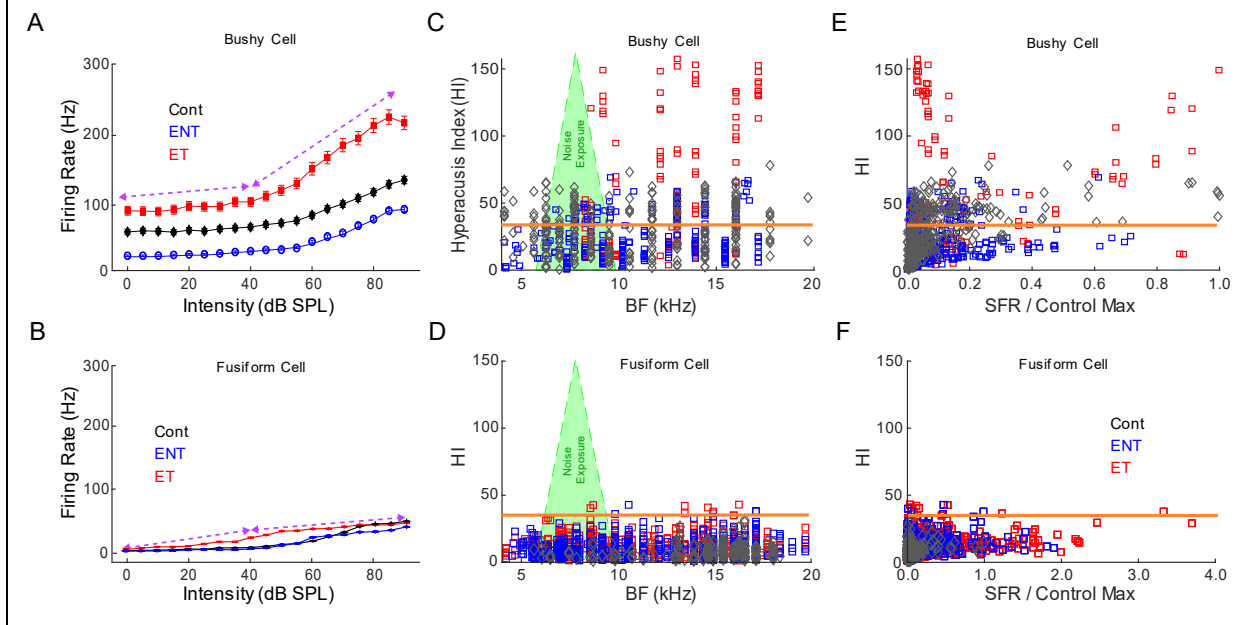 A
Bushy Cell
300
200
100
0
Firing Rate (Hz)
Cont
ENT
ET
0 20 40 60 80
Intensity (dB SPL)
C
Bushy Cell
150
100
50
0
Hyperacusis Index (HI)
Noise
Exposure
5 10 15 20
BF (kHz)
E
Bushy Cell
150
100
50
0
HI
0.0 0.2 0.4 0.6 0.8 1.0
SFR / Control Max
B
Fusiform Cell
300
200
100
50
0
Firing Rate (Hz)
Cont
ENT
ET
0 20 40 60 80
Intensity (dB SPL)
D
Fusiform Cell
150
100
50
0
HI
Noise
Exposure
5 10 15 20
BF (kHz)
F
Fusiform Cell
150
100
50
0
HI
Cont
ENT
ET
0.0 1.0 2.0 3.0 4.0
SFR / Control Max